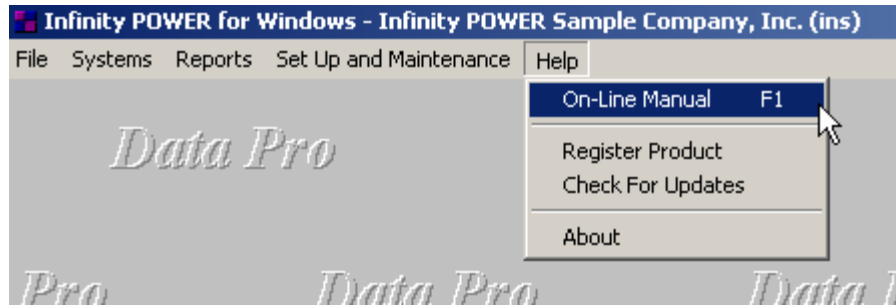 Infinity POWER for Windows - Infinity POWER Sample Company, Inc. (ins)
File Systems Reports Set Up and Maintenance Help
On-Line Manual F1
Data Pro
Register Product
Check For Updates
About
Pro Data Pro Data